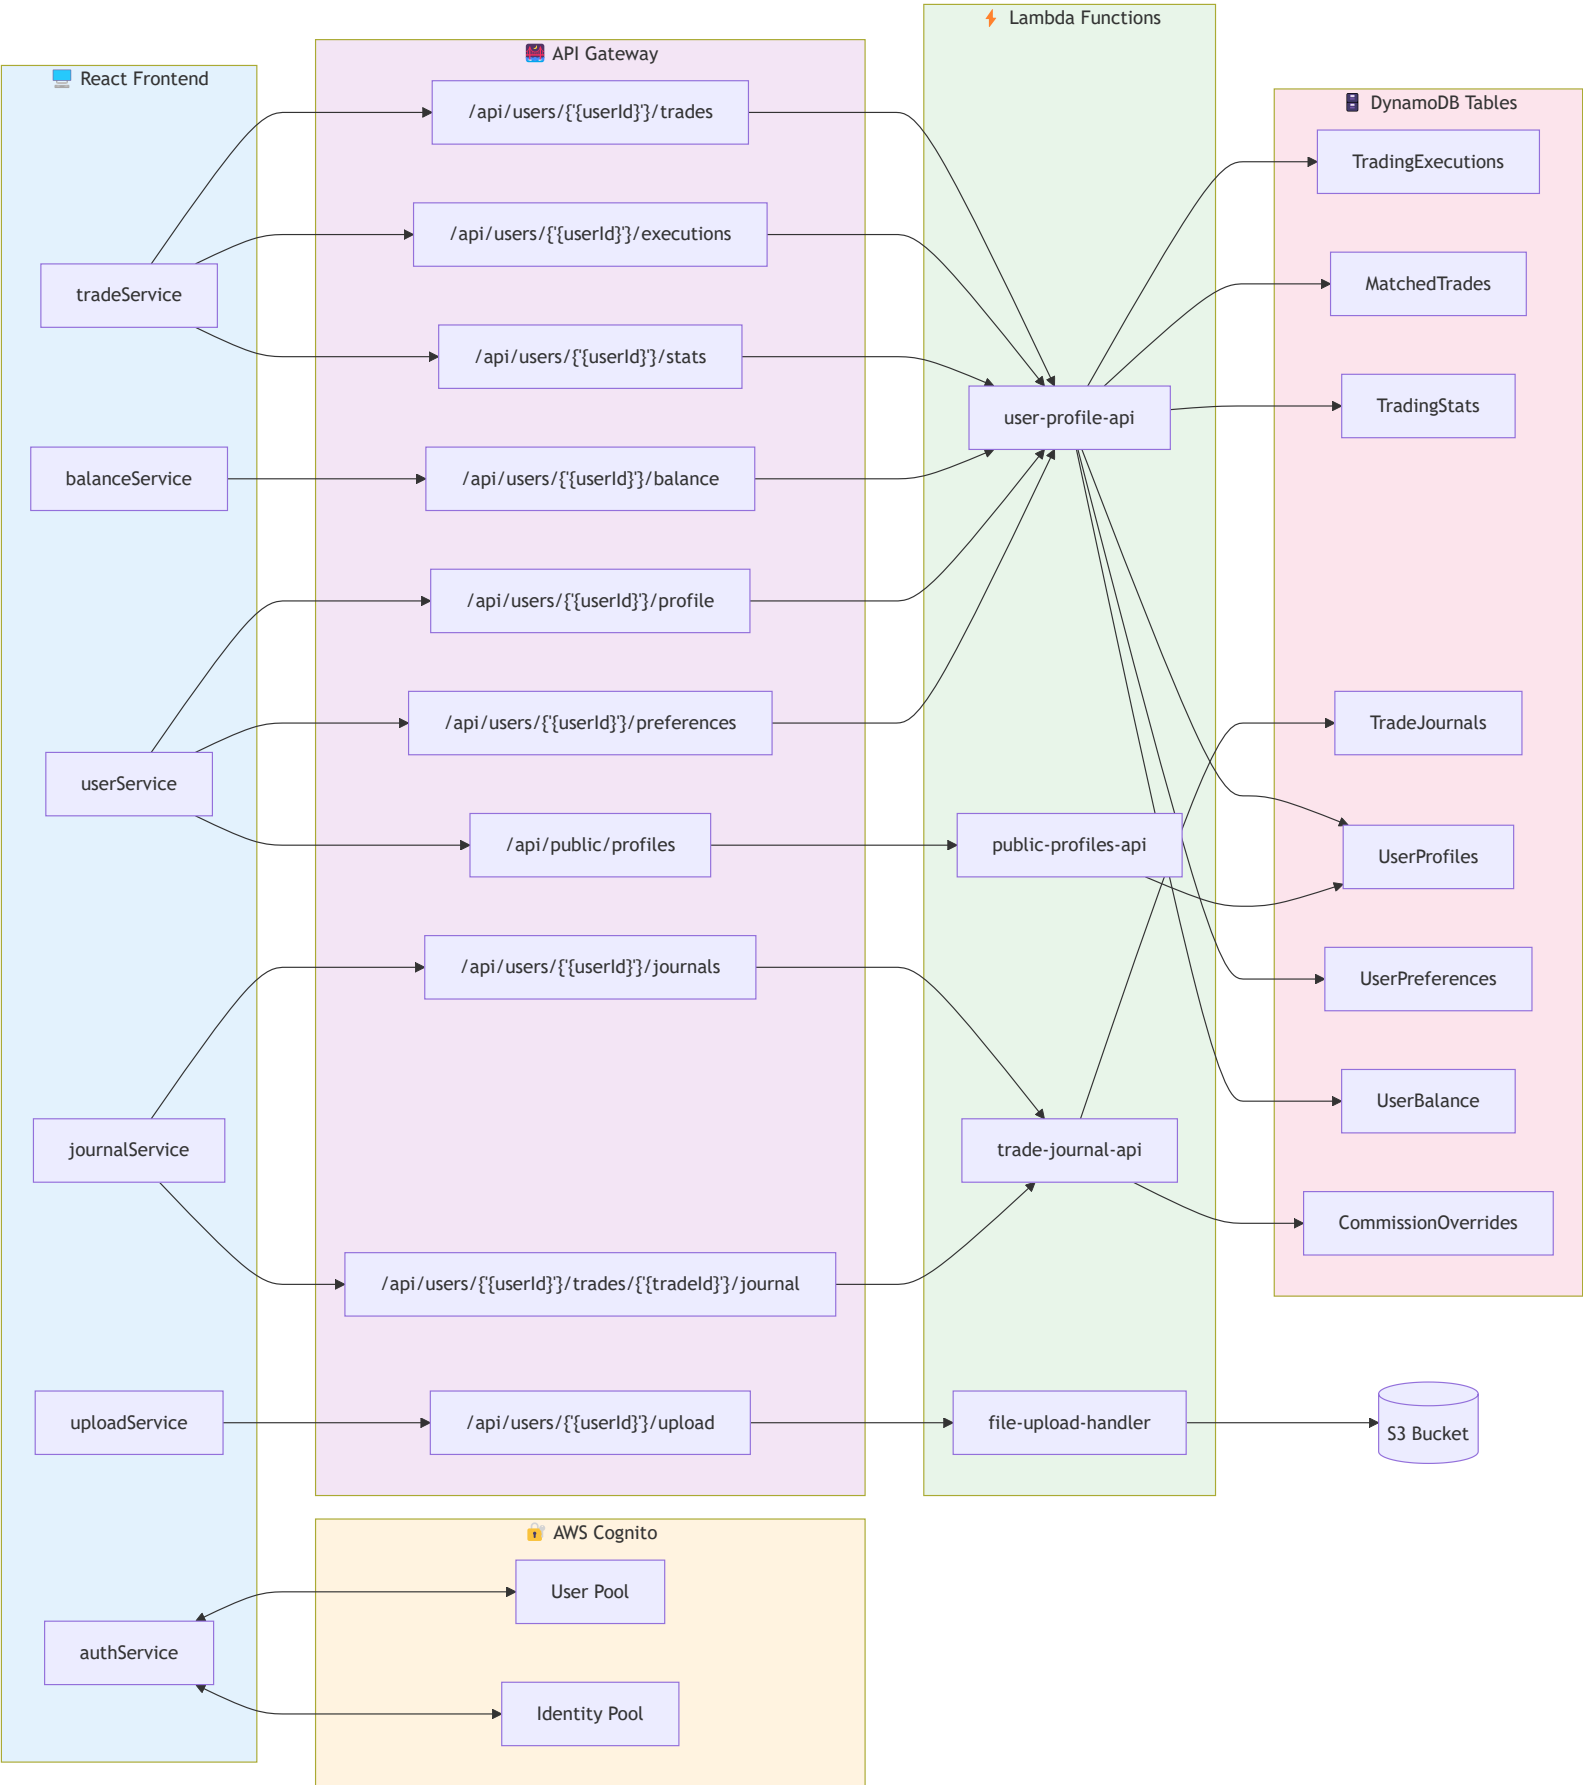 React Frontend
tradeService
balanceService
userService
journalService
uploadService
authService
API Gateway
/api/users/{'{userId}'}/trades
/api/users/{'{userId}'}/executions
/api/users/{'{userId}'}/stats
/api/users/{'{userId}'}/balance
/api/users/{'{userId}'}/profile
/api/users/{'{userId}'}/preferences
/api/public/profiles
/api/users/{'{userId}'}/journals
/api/users/{'{userId}'}/trades/{'{tradeId}'}/journal
/api/users/{'{userId}'}/upload
AWS Cognito
User Pool
Identity Pool
Lambda Functions
user-profile-api
public-profiles-api
trade-journal-api
file-upload-handler
DynamoDB Tables
TradingExecutions
MatchedTrades
TradingStats
TradeJournals
UserProfiles
UserPreferences
UserBalance
CommissionOverrides
S3 Bucket